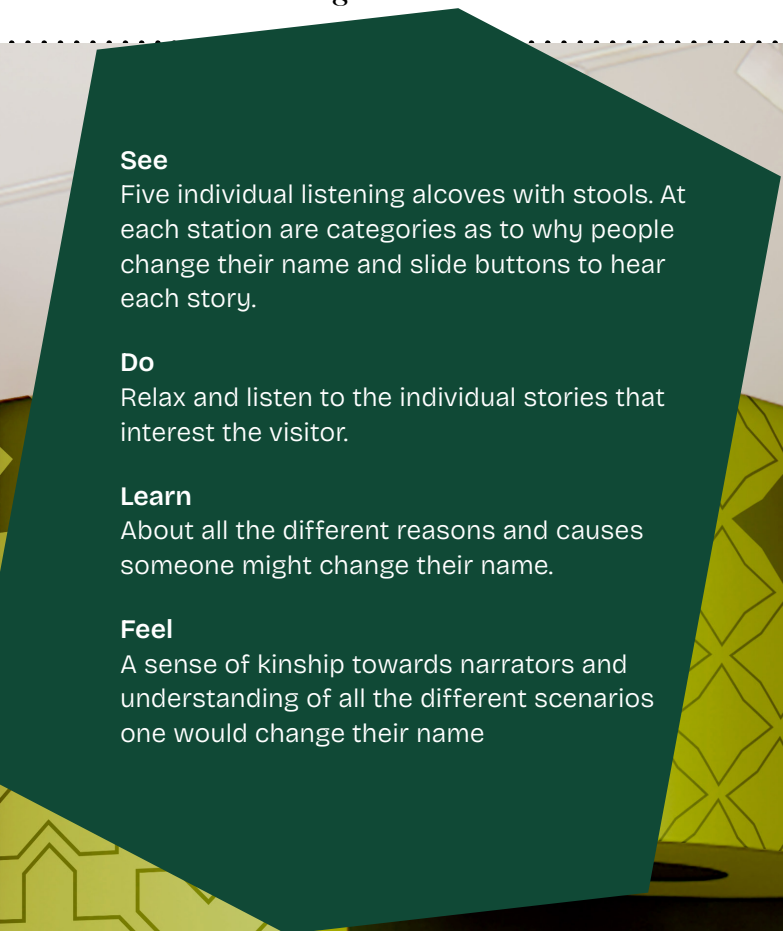 See
Five individual listening alcoves with stools. At
each station are categories as to why people
change their name and slide buttons to hear
each story.
Do
Relax and listen to the individual stories that
interest the visitor.
Learn
About all the different reasons and causes
someone might change their name.
Feel
A sense of kinship towards narrators and
understanding of all the different scenarios
one would change their name